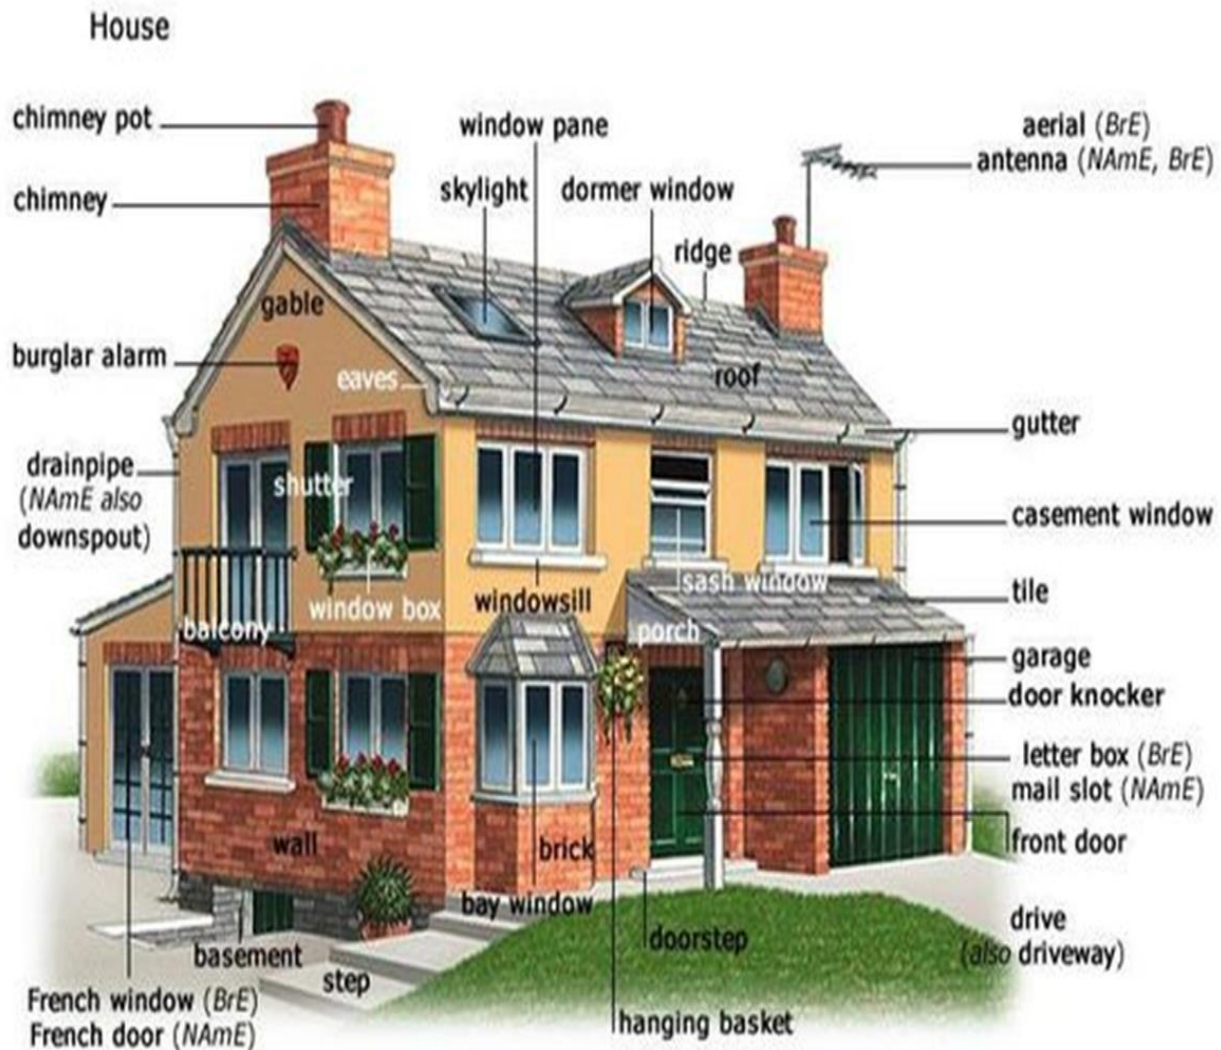 House
chimney pot
chimney
window pane
skylight
dormer window
ridge
aerial (BrE)
antenna (NAmE, BrE)
gable
burglar alarm
eaves
roof
gutter
drainpipe
(NAmE also
downspout)
shutter
casement window
sash window
window box
windowsill
tile
balcony
porch
garage
door knocker
letter box (BrE)
mail slot (NAmE)
front door
wall
brick
bay window
doorstep
drive
(also driveway)
basement
step
French window (BrE)
French door (NAmE)
hanging basket